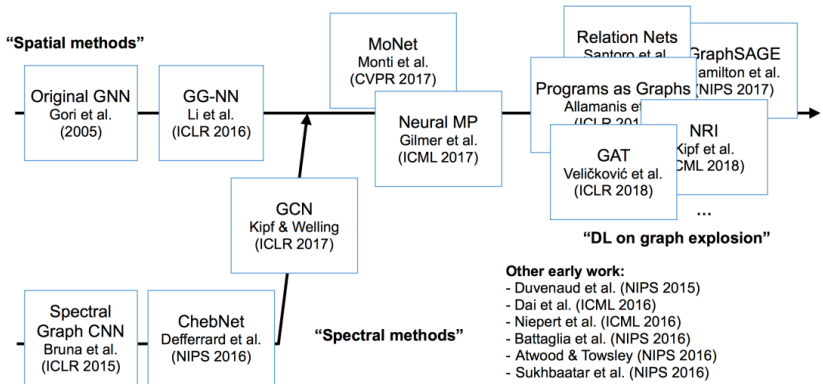 “Spatial methods”
Original GNN
Gori et al.
(2005)
GG-NN
Li et al.
(ICLR 2016)
MoNet
Monti et al.
(CVPR 2017)
Neural MP
Gilmer et al.
(ICML 2017)
Relation Nets
Santoro et al.
GraphSAGE
amilton et al.
(NIPS 2017)
Programs as Graphs
Allamanis et
(ICLR 201
NRI
Kipf et al.
CML 2018)
GAT
Veličković et al.
(ICLR 2018)
...
“DL on graph explosion”
GCN
Kipf & Welling
(ICLR 2017)
Spectral
Graph CNN
Bruna et al.
(ICLR 2015)
ChebNet
Defferrard et al.
(NIPS 2016)
“Spectral methods”
Other early work:
- Duvenaud et al. (NIPS 2015)
- Dai et al. (ICML 2016)
- Niepert et al. (ICML 2016)
- Battaglia et al. (NIPS 2016)
- Atwood & Towsley (NIPS 2016)
- Sukhbaatar et al. (NIPS 2016)